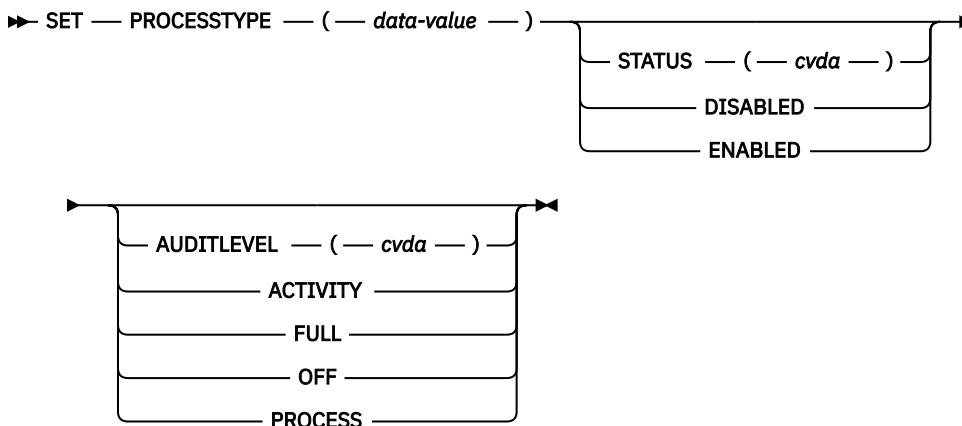 SET PROCESSTYPE ( data-value )
STATUS ( cvda )
DISABLED
ENABLED
AUDITLEVEL ( cvda )
ACTIVITY
FULL
OFF
PROCESS